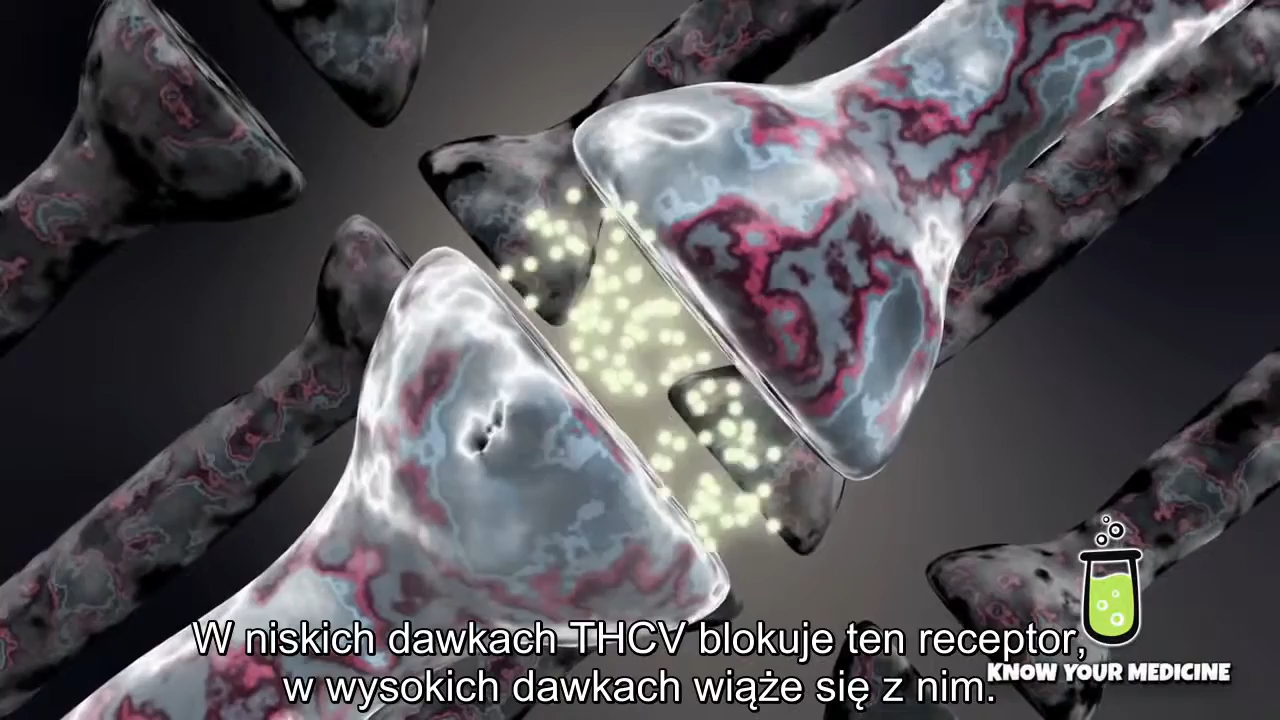 W niskich dawkach THCV blokuje ten receptor,
w wysokich dawkach wiąże się z nim.
KNOW YOUR MEDICINE